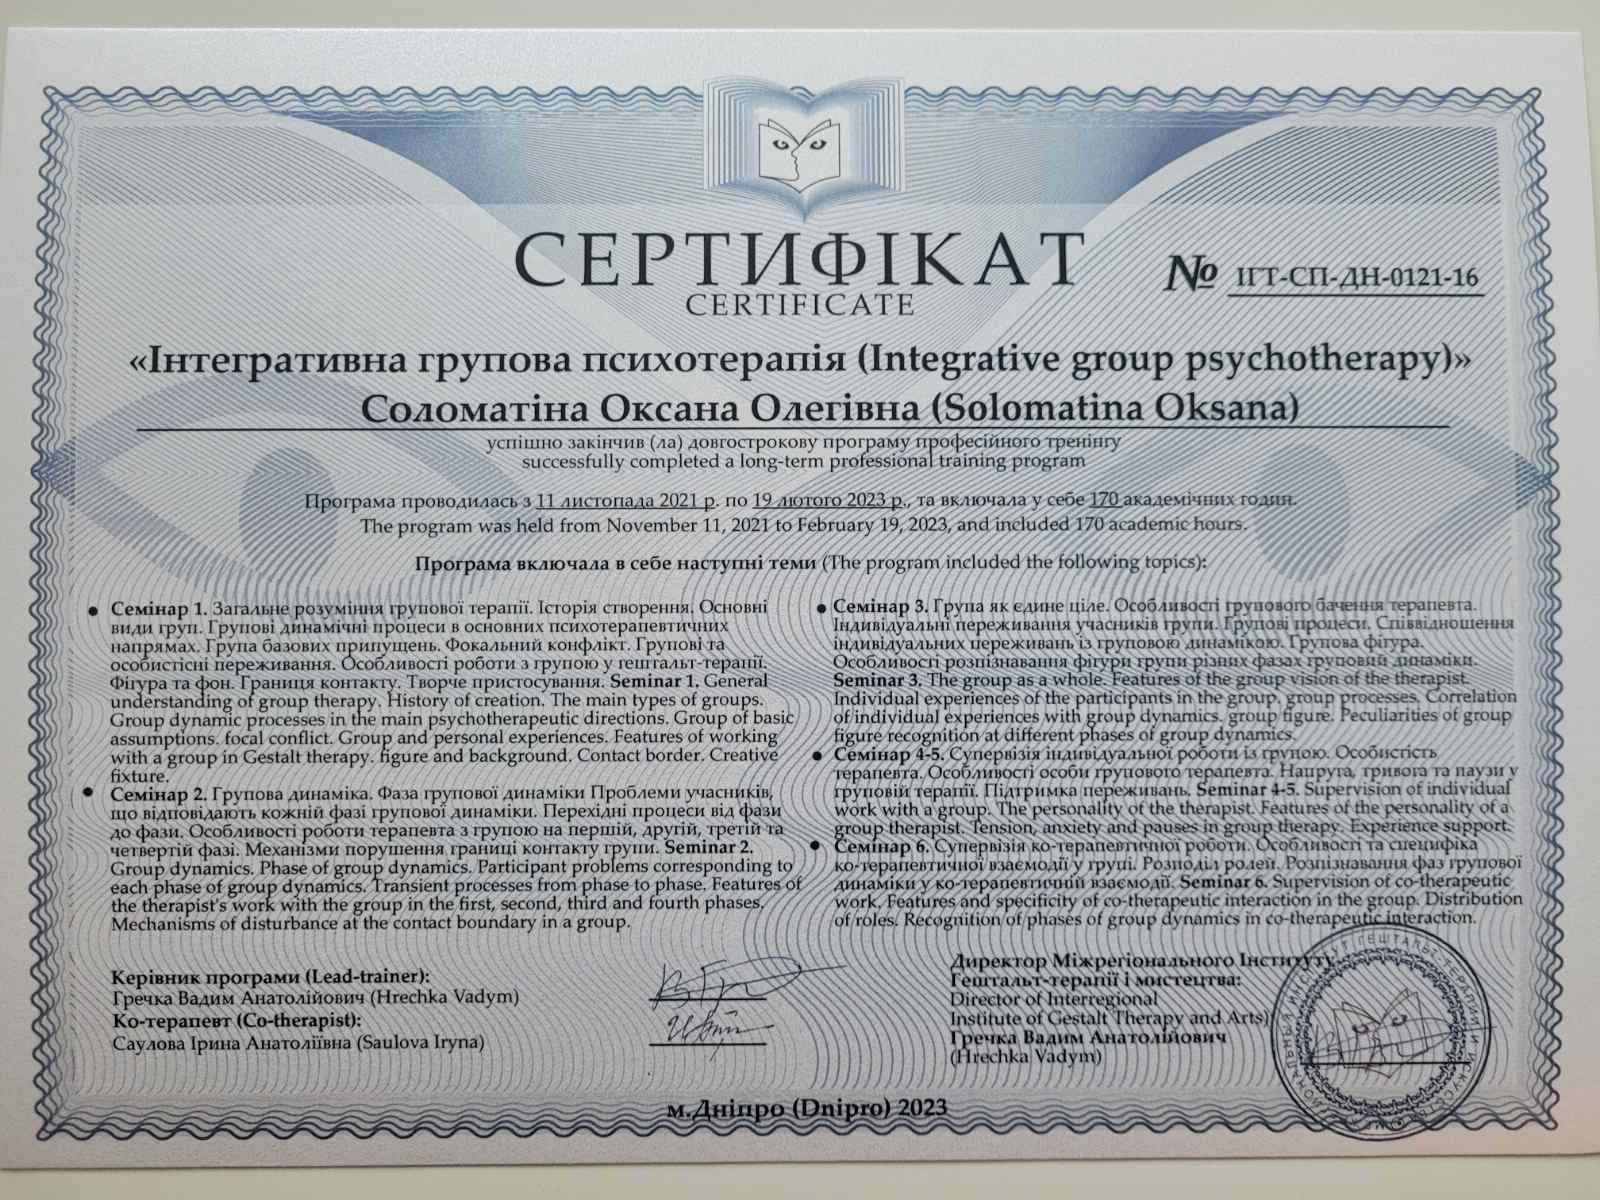 СЕРТИФІКАТ
CERTIFICATE
№ ІГТ-СП-ДН-0121-16
«Інтегративна групова психотерапія (Integrative group psychotherapy)»
Соломатіна Оксана Олегівна (Solomatina Oksana)
успішно закінчив (ла) довгострокову програму професійного тренінгу
successfully completed a long-term professional training program
Програма проводилась з 11 листопада 2021 р. по 19 лютого 2023 р., та включала у себе 170 академічних годин.
The program was held from November 11, 2021 to February 19, 2023, and included 170 academic hours.
Програма включала в себе наступні теми (The program included the following topics):
• Семінар 1. Загальне розуміння групової терапії. Історія створення. Основні
види груп. Групові динамічні процеси в основних психотерапевтичних
напрямах. Група базових припущень. Фокальний конфлікт. Групові та
особистісні переживання. Особливості роботи з групою у гештальт-терапії.
Фігура та фон. Границя контакту. Творче пристосування. Seminar 1. General
understanding of group therapy. History of creation. The main types of groups.
Group dynamic processes in the main psychotherapeutic directions. Group of basic
assumptions. focal conflict. Group and personal experiences. Features of working
with a group in Gestalt therapy. figure and background. Contact border. Creative
fixture.
• Семінар 2. Групова динаміка. Фаза групової динаміки Проблеми учасників,
що відповідають кожній фазі групової динаміки. Перехідні процеси від фази
до фази. Особливості роботи терапевта з групою на першій, другій, третій та
четвертій фазі. Механізми порушення границі контакту групи. Seminar 2.
Group dynamics. Phase of group dynamics. Participant problems corresponding to
each phase of group dynamics. Transient processes from phase to phase. Features of
the therapist's work with the group in the first, second, third and fourth phases.
Mechanisms of disturbance at the contact boundary in a group.
• Семінар 3. Група як єдине ціле. Особливості групового бачення терапевта.
Індивідуальні переживання учасників групи. Групові процеси. Співвідношення
індивідуальних переживань із груповою динамікою. Групова фігура.
Особливості розпізнавання фігури групи різних фазах груповий динаміки.
Seminar 3. The group as a whole. Features of the group vision of the therapist.
Individual experiences of the participants in the group. group processes. Correlation
of individual experiences with group dynamics. group figure. Peculiarities of group
figure recognition at different phases of group dynamics.
• Семінар 4-5. Супервізія індивідуальної роботи із групою. Особистість
терапевта. Особливості особи групового терапевта. Напруга, тривога та паузи у
груповій терапії. Підтримка переживань. Seminar 4-5. Supervision of individual
work with a group. The personality of the therapist. Features of the personality of a
group therapist. Tension, anxiety and pauses in group therapy. Experience support.
• Семінар 6. Супервізія ко-терапевтичної роботи. Особливості та специфіка
ко-терапевтичної взаємодії у групі. Розподіл ролей. Розпізнавання фаз групової
динаміки у ко-терапевтичній взаємодії. Seminar 6. Supervision of co-therapeutic
work. Features and specificity of co-therapeutic interaction in the group. Distribution
of roles. Recognition of phases of group dynamics in co-therapeutic interaction.
Керівник програми (Lead-trainer):
Гречка Вадим Анатолійович (Hrechka Vadym)
Ко-терапевт (Co-therapist):
Саулова Ірина Анатоліївна (Saulova Iryna)
Директор Міжрегіонального Інституту
Гештальт-терапії і мистецтва:
Director of Interregional
Institute of Gestalt Therapy and Arts)
Гречка Вадим Анатолійович
(Hrechka Vadym)
м.Дніпро (Dnipro) 2023